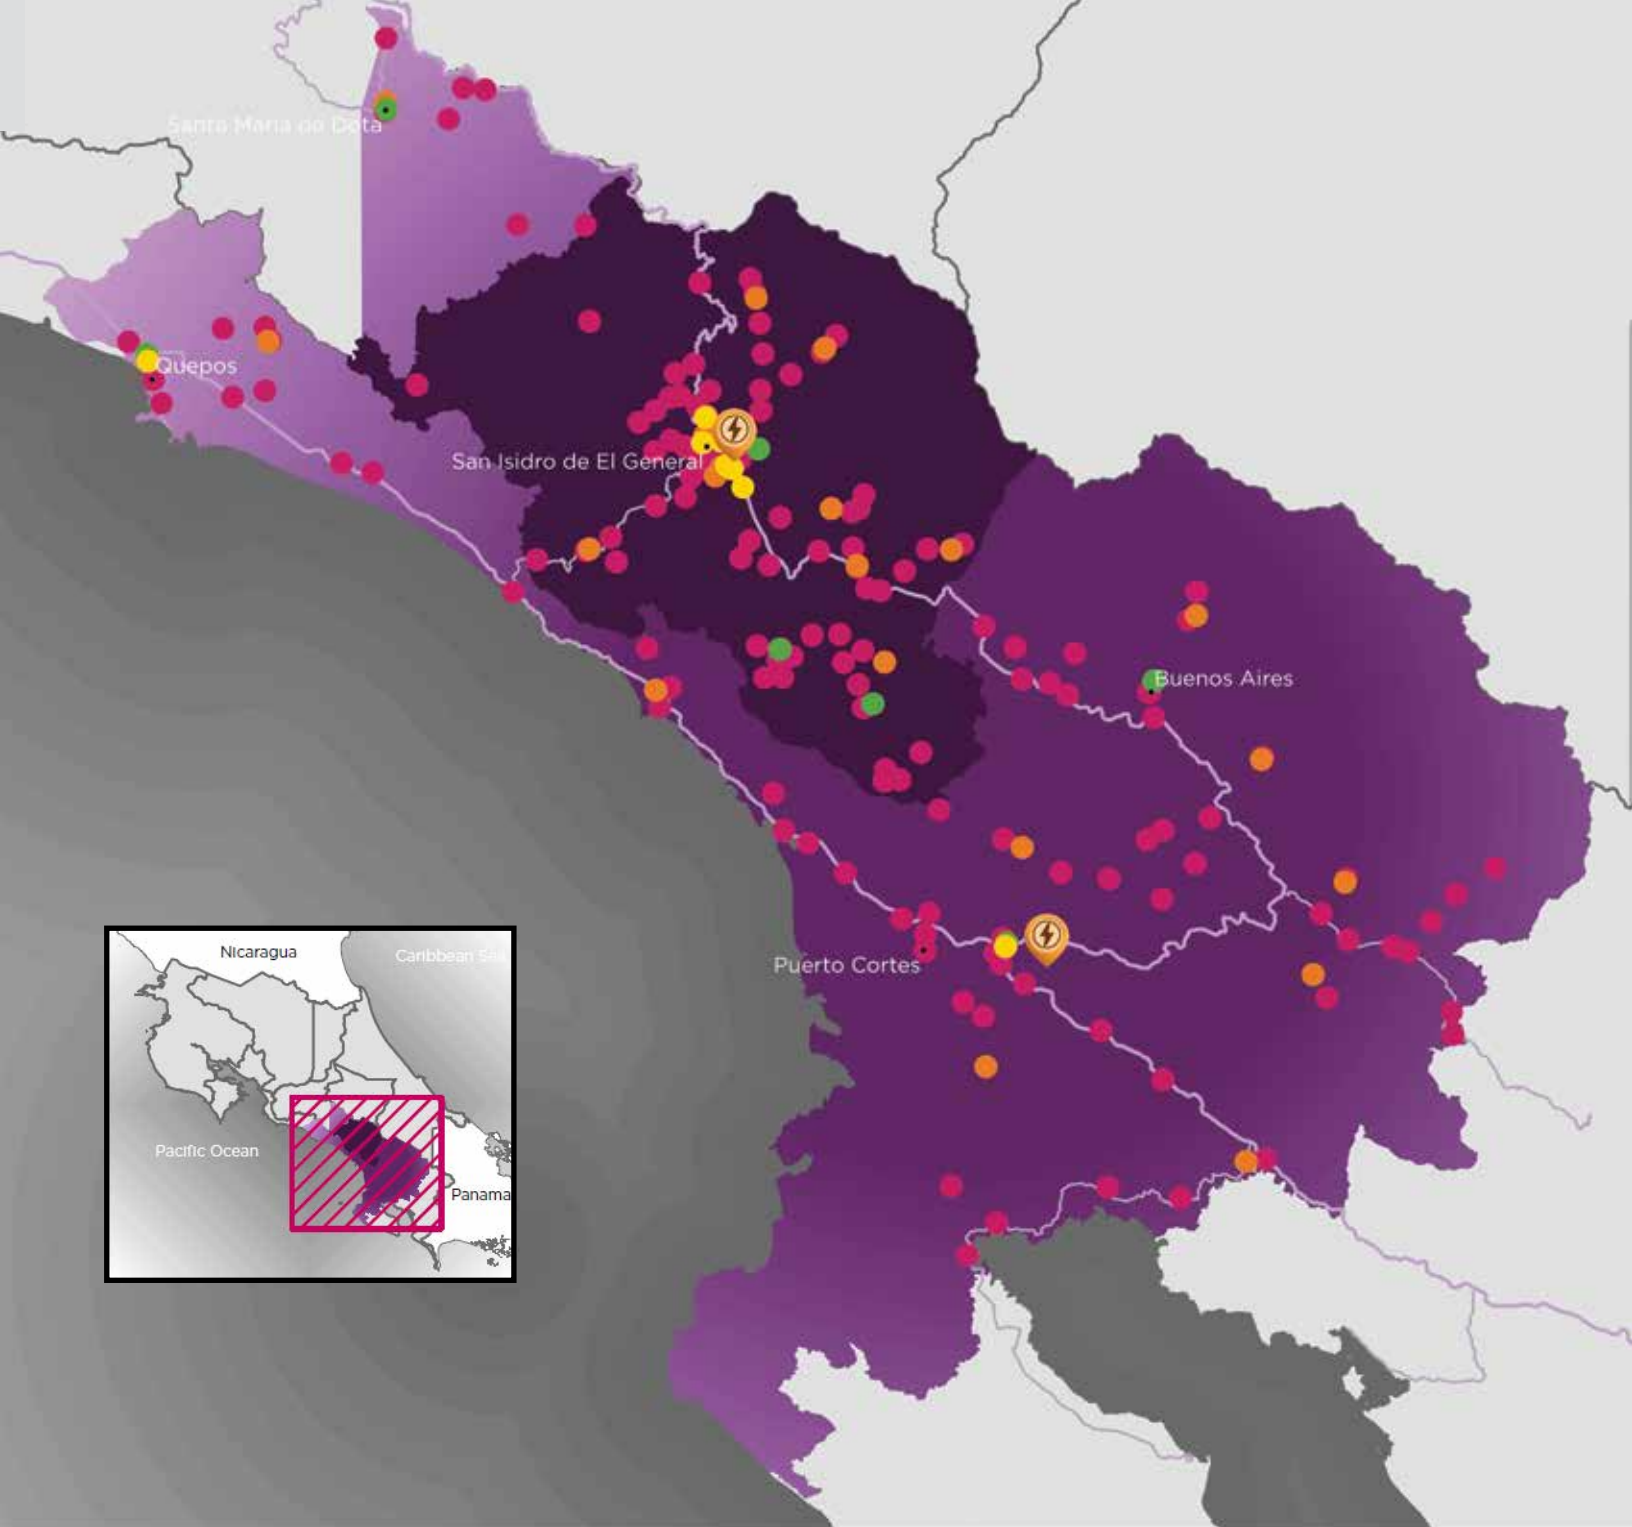 Santa Maria de Dota
Quepos
San Isidro de El General
Buenos Aires
Puerto Cortes
Nicaragua
Caribbean Sea
Pacific Ocean
Panama